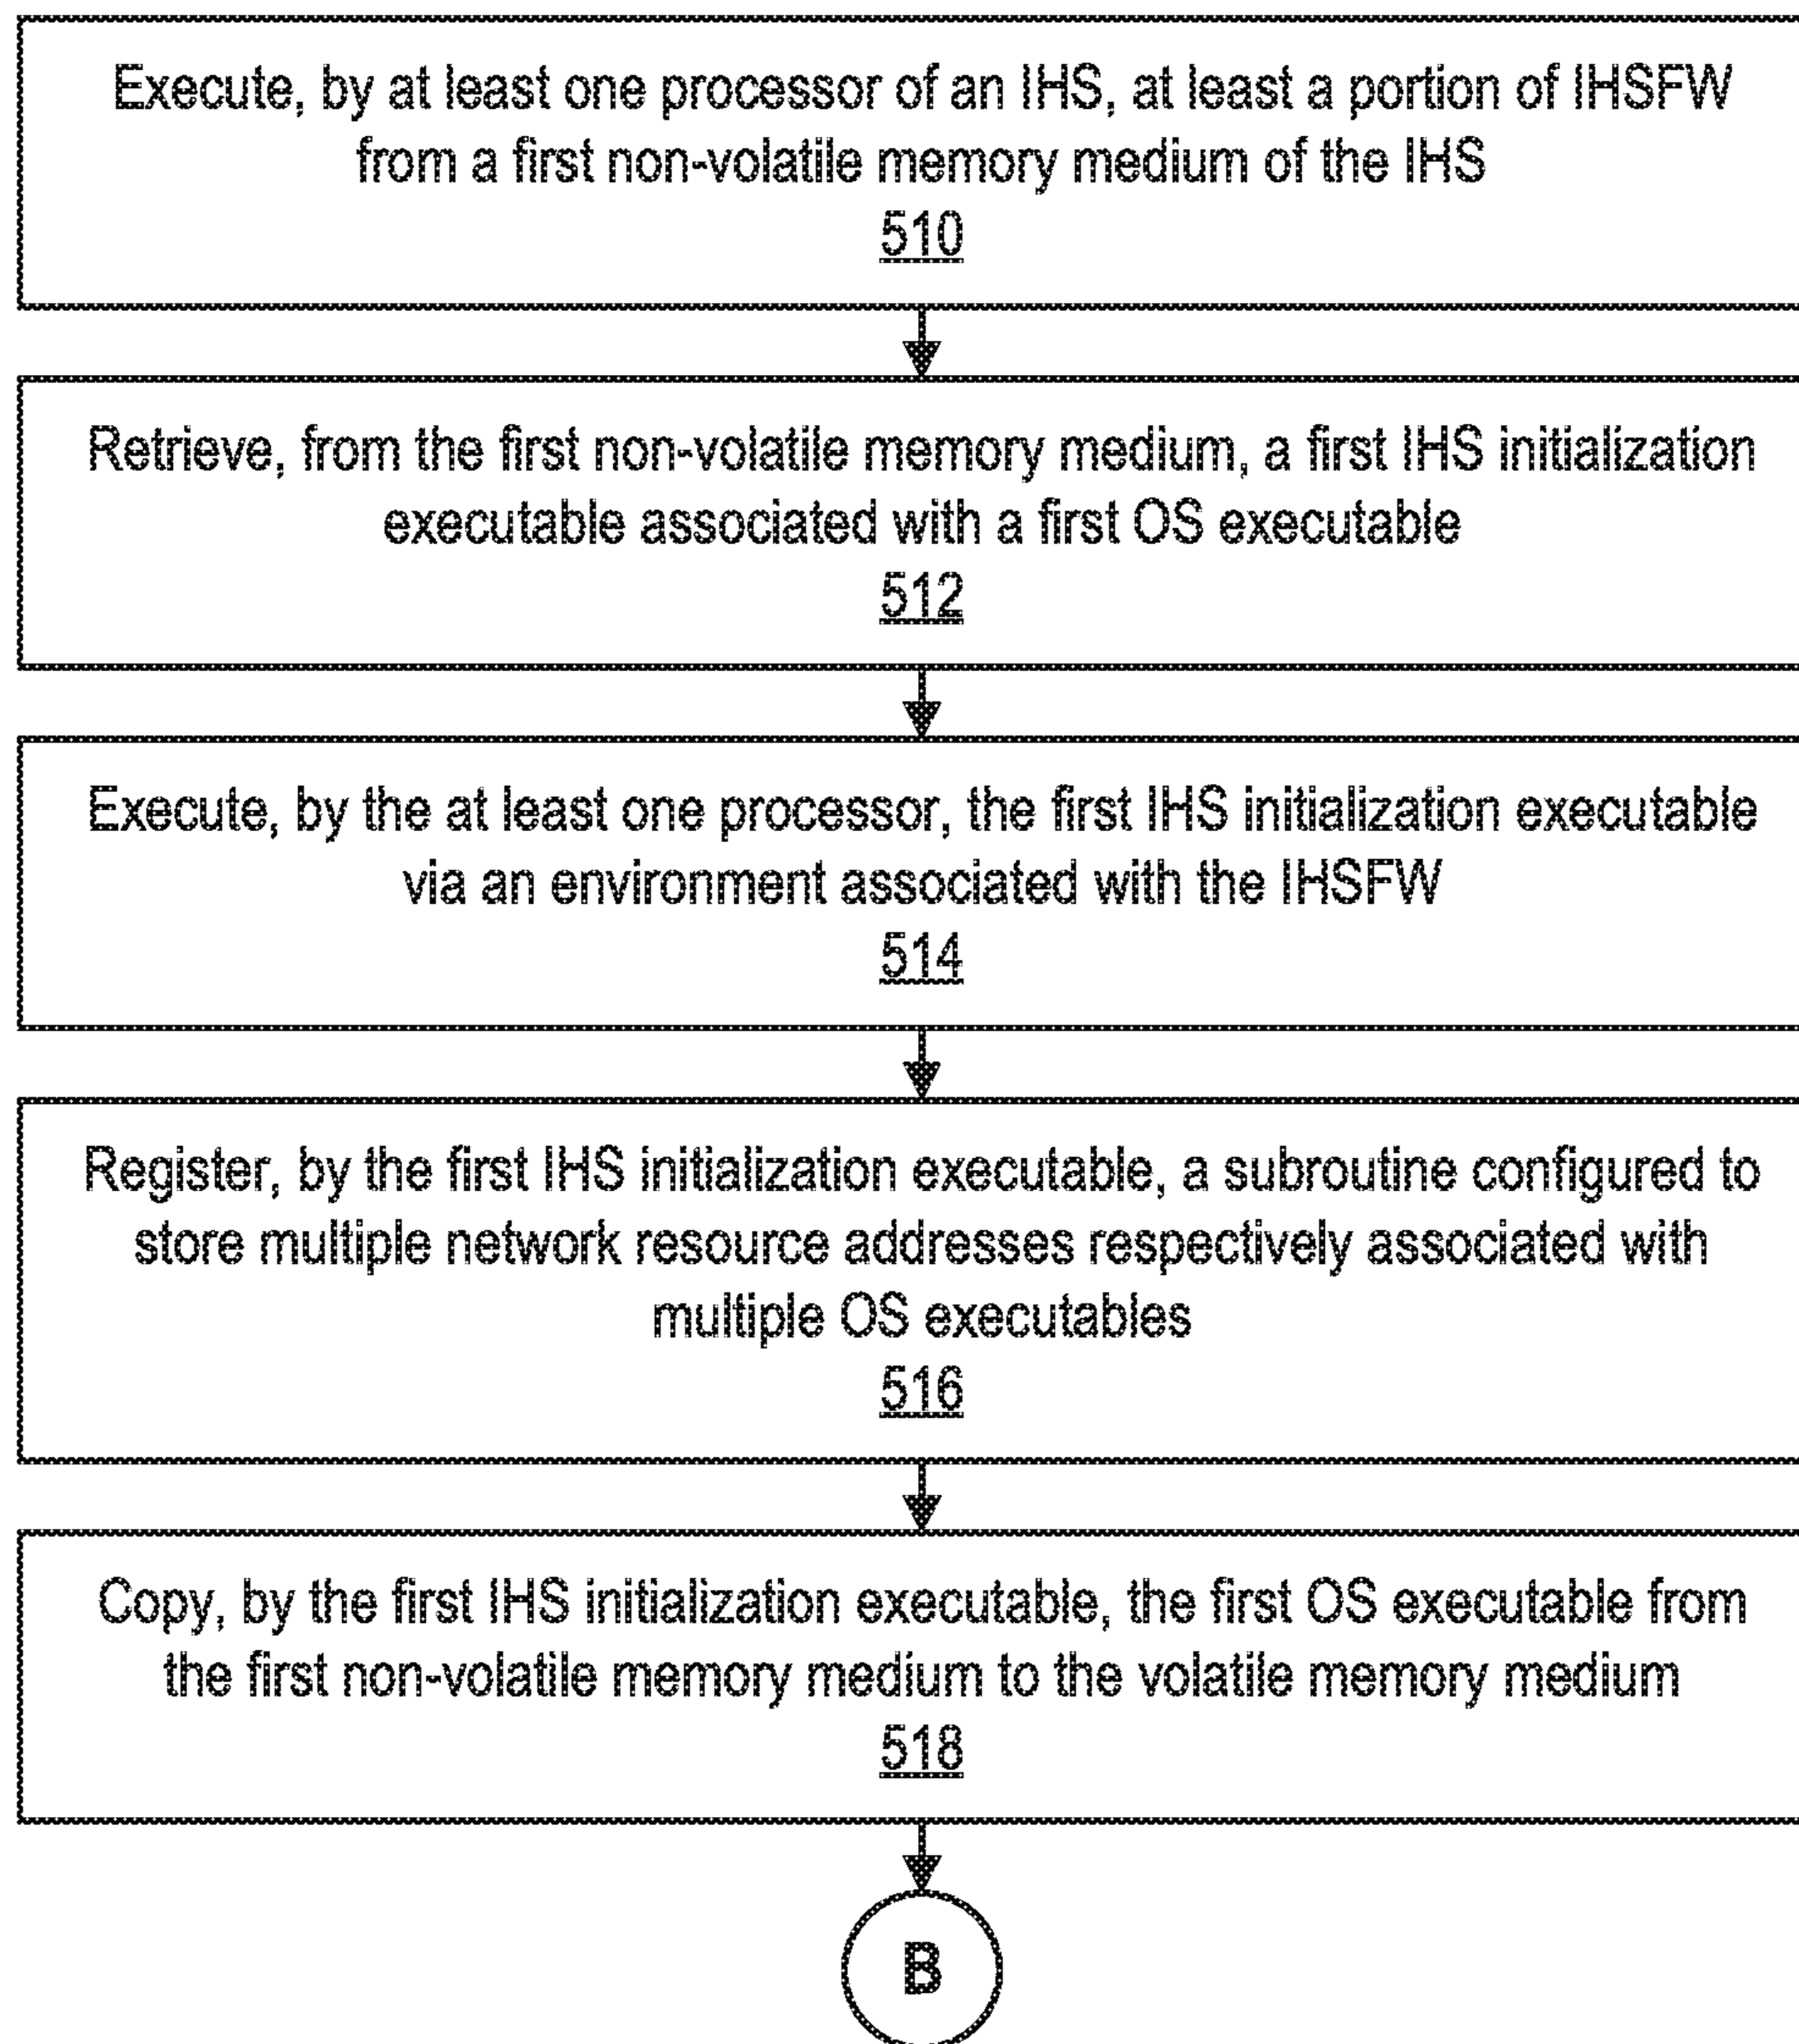 Execute, by at least one processor of an IHS, at least a portion of IHSFW
from a first non-volatile memory medium of the IHS
510
Retrieve, from the first non-volatile memory medium, a first IHS initialization
executable associated with a first OS executable
512
Execute, by the at least one processor, the first IHS initialization executable
via an environment associated with the IHSFW
514
Register, by the first IHS initialization executable, a subroutine configured to
store multiple network resource addresses respectively associated with
multiple OS executables
516
Copy, by the first IHS initialization executable, the first OS executable from
the first non-volatile memory medium to the volatile memory medium
518
B